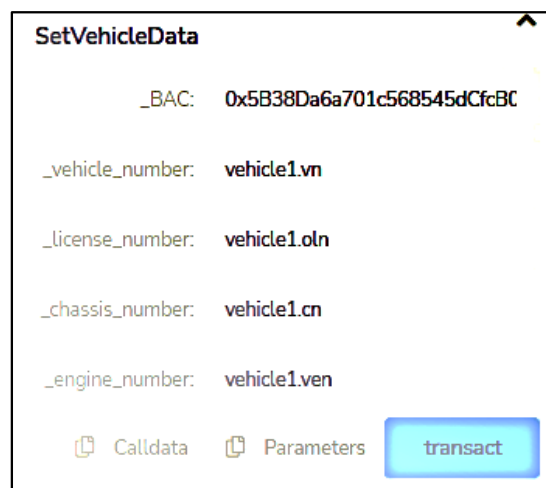 SetVehicleData
_BAC: 0x5B38Da6a701c568545dCfcB0
_vehicle_number: vehicle1.vn
_license_number: vehicle1.oln
_chassis_number: vehicle1.cn
_engine_number: vehicle1.ven
Calldata Parameters transact